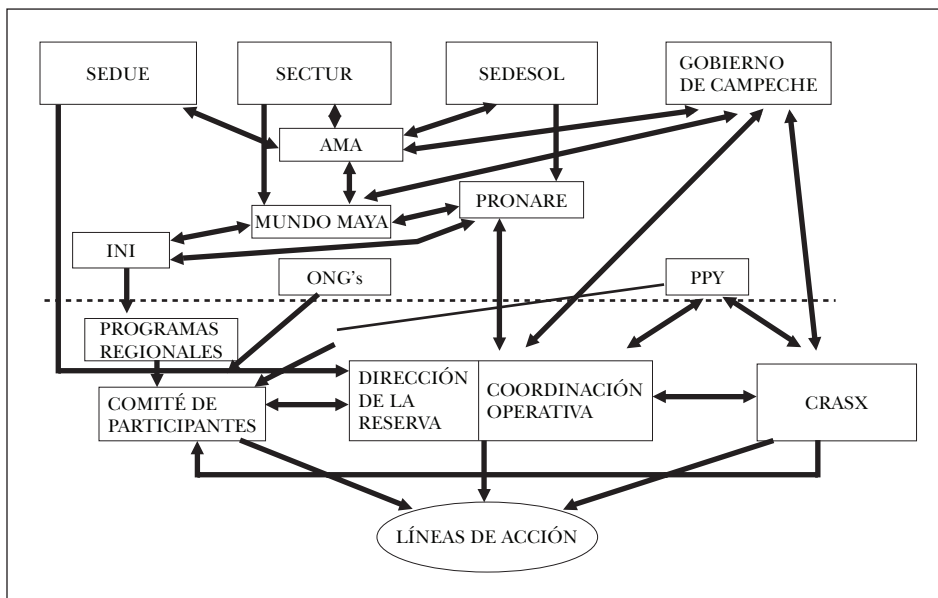 SEDUE
SECTUR
SEDESOL
GOBIERNO
DE CAMPECHE
AMA
MUNDO MAYA
PRONARE
INI
ONG's
PPY
PROGRAMAS
REGIONALES
COMITÉ DE
PARTICIPANTES
DIRECCIÓN
DE LA
RESERVA
COORDINACIÓN
OPERATIVA
CRASX
LÍNEAS DE ACCIÓN